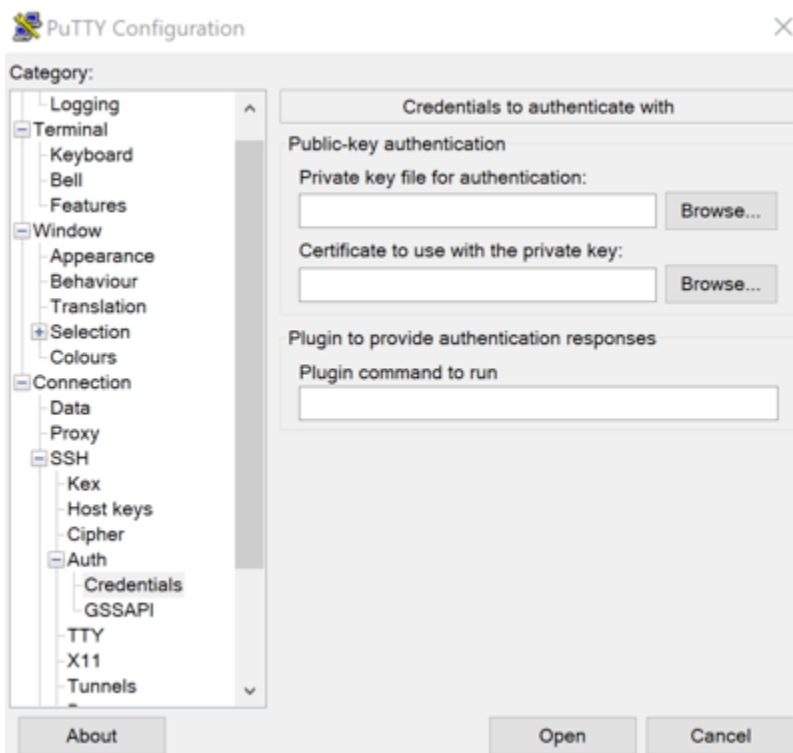 PuTTY Configuration
Category:
Logging
Terminal
Keyboard
Bell
Features
Window
Appearance
Behaviour
Translation
Selection
Colours
Connection
Data
Proxy
SSH
Kex
Host keys
Cipher
Auth
Credentials
GSSAPI
TTY
X11
Tunnels
Credentials to authenticate with
Public-key authentication
Private key file for authentication:
Browse...
Certificate to use with the private key:
Browse...
Plugin to provide authentication responses
Plugin command to run
About
Open
Cancel